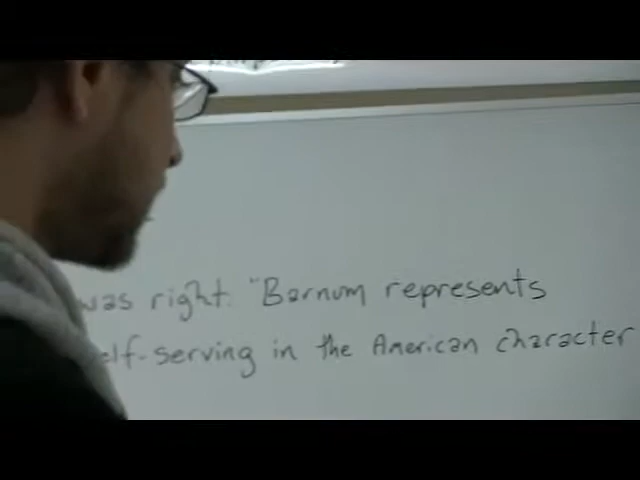 was right. "Barnum represents
elf-serving in the American character